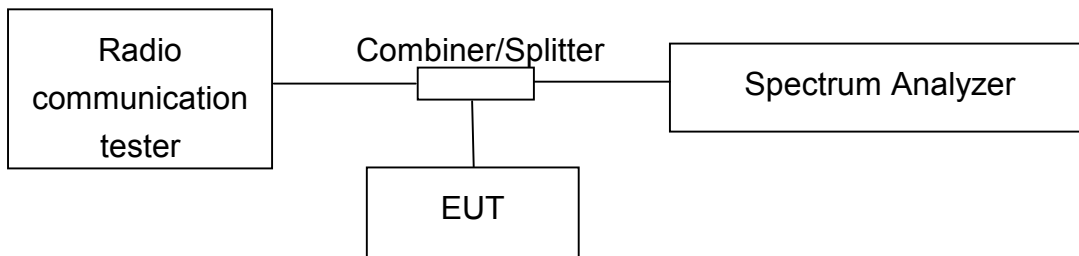 Radio
communication
tester
Combiner/Splitter
Spectrum Analyzer
EUT